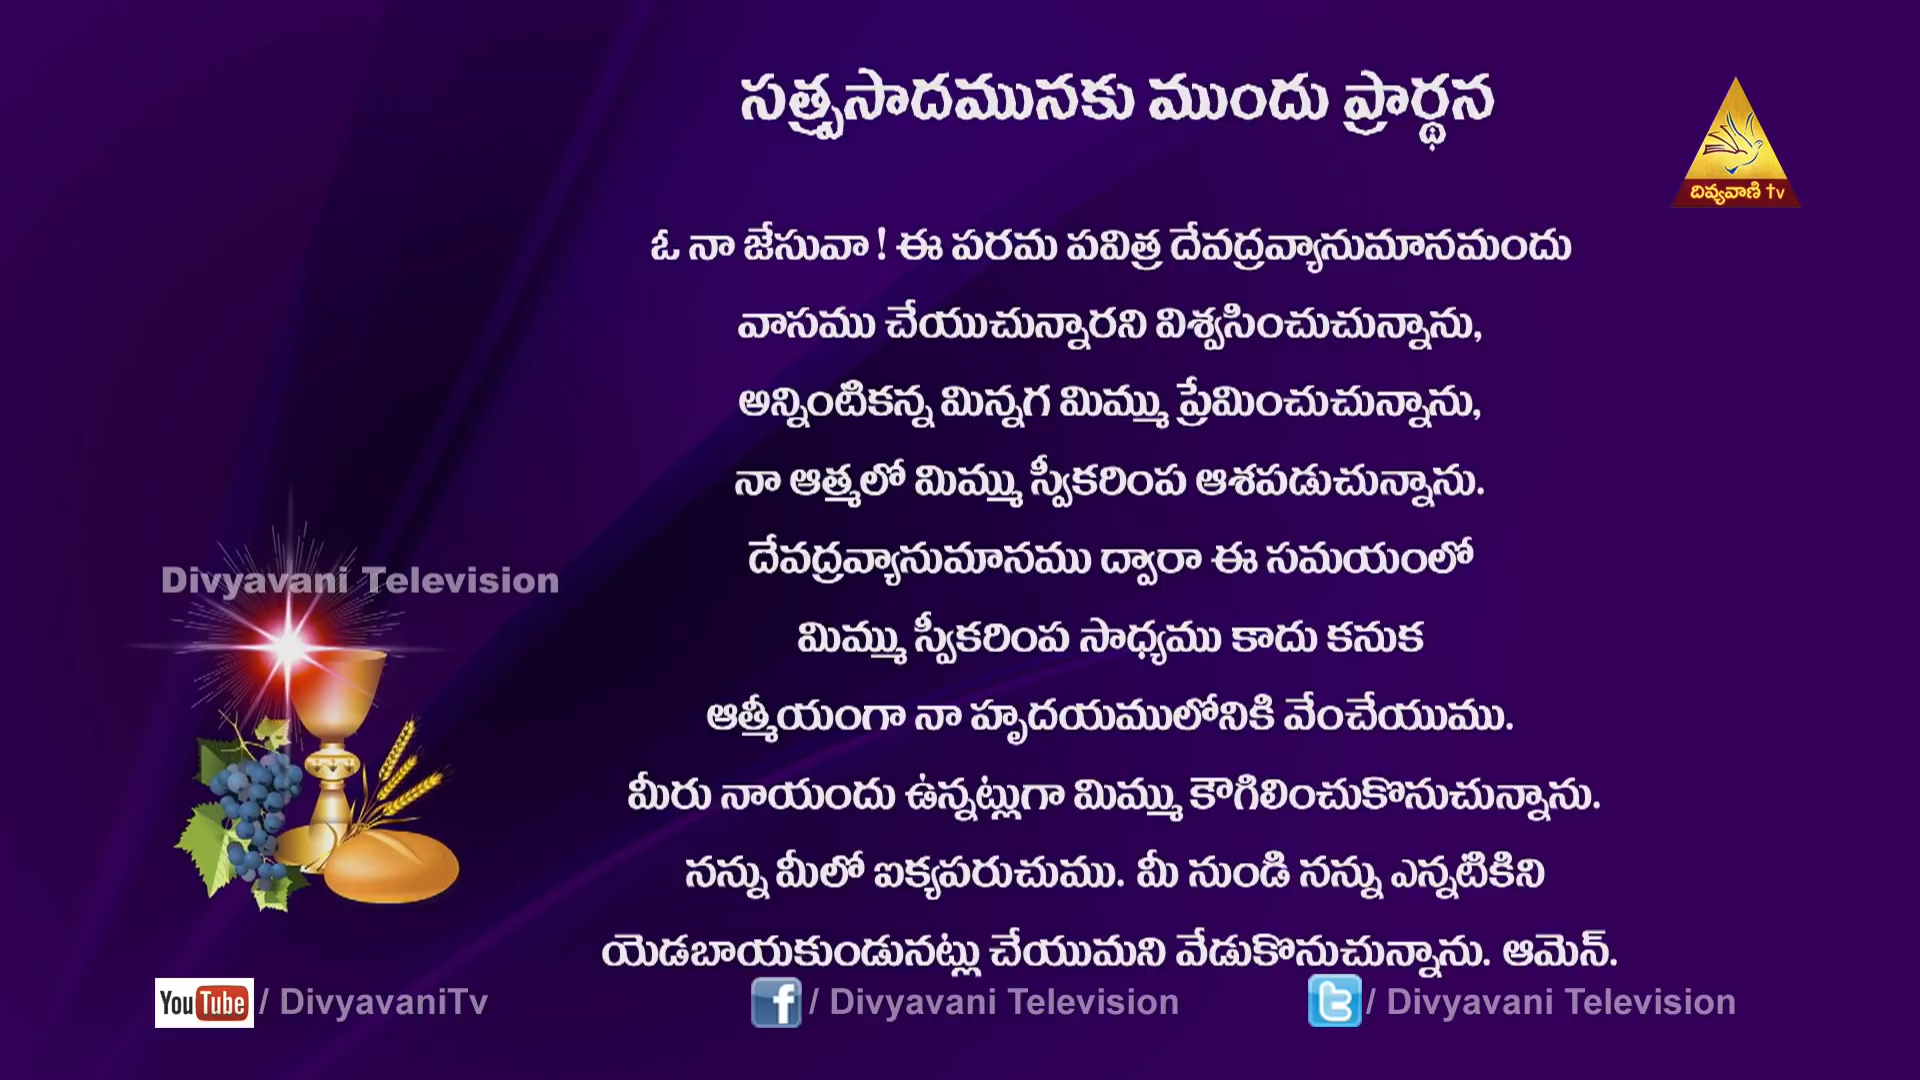 సత్ప్రసాదమునకు ముందు ప్రార్థన
దివ్యవాణి tv
ఓ నా జేసువా ! ఈ పరమ పవిత్ర దేవద్రవ్యానుమానమందు
వాసము చేయుచున్నారని విశ్వసించుచున్నాను,
అన్నింటికన్న మిన్నగ మిమ్ము ప్రేమించుచున్నాను,
నా ఆత్మలో మిమ్ము స్వీకరింప ఆశపడుచున్నాను.
దేవద్రవ్యానుమానము ద్వారా ఈ సమయంలో
Divyavani Television
మిమ్ము స్వీకరింప సాధ్యము కాదు కనుక
ఆత్మీయంగా నా హృదయములోనికి వేంచేయుము.
మీరు నాయందు ఉన్నట్లుగా మిమ్ము కౌగిలించుకొనుచున్నాను.
నన్ను మీలో ఐక్యపరుచుము. మీ నుండి నన్ను ఎన్నటికిని
యెడబాయకుండునట్లు చేయుమని వేడుకొనుచున్నాను. ఆమెన్.
YouTube / DivyavaniTv
f / Divyavani Television
t / Divyavani Television